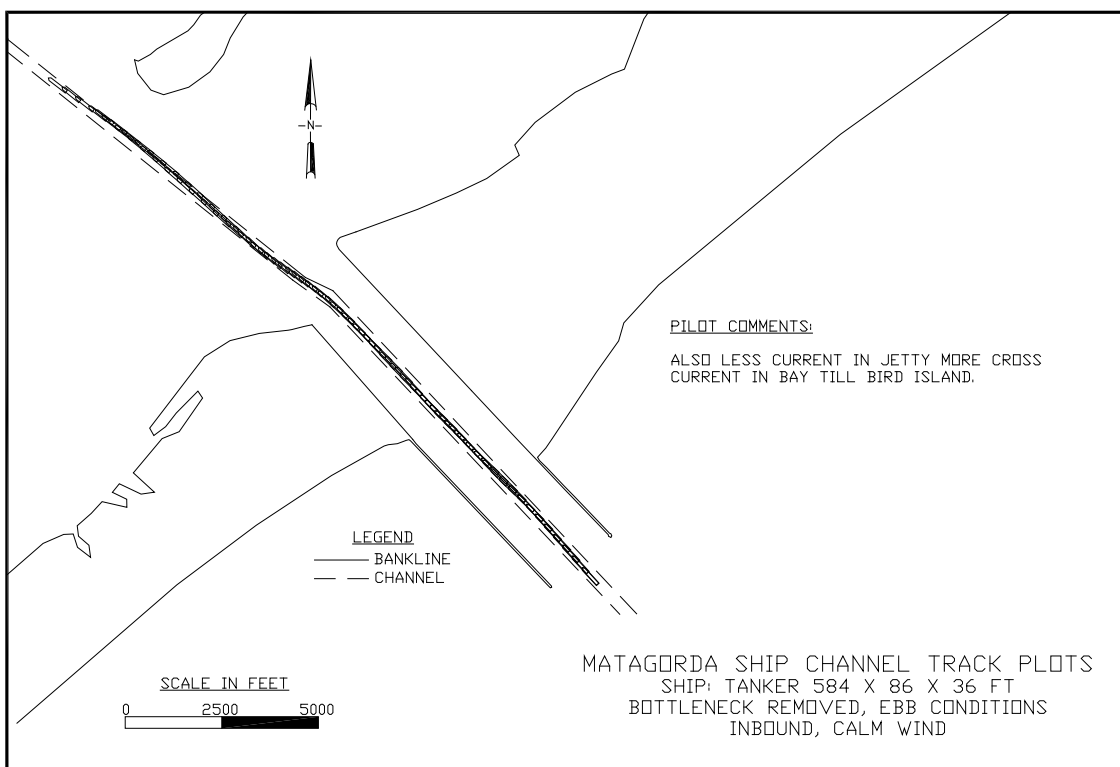 -N-
PILOT COMMENTS:
ALSO LESS CURRENT IN JETTY MORE CROSS
CURRENT IN BAY TILL BIRD ISLAND.
LEGEND
BANKLINE
CHANNEL
SCALE IN FEET
0 2500 5000
MATAGORDA SHIP CHANNEL TRACK PLOTS
SHIP: TANKER 584 X 86 X 36 FT
BOTTLENECK REMOVED, EBB CONDITIONS
INBOUND, CALM WIND